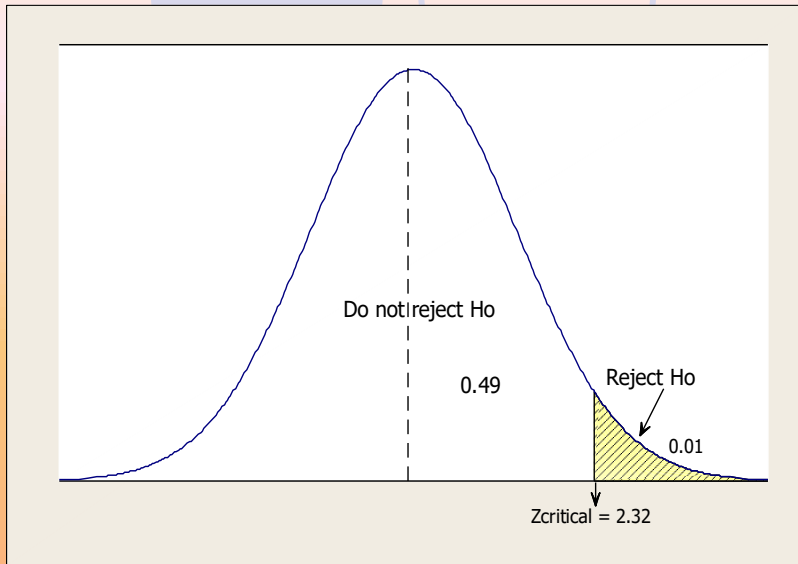 Do not reject Ho
0.49
Reject Ho
0.01
Zcritical = 2.32